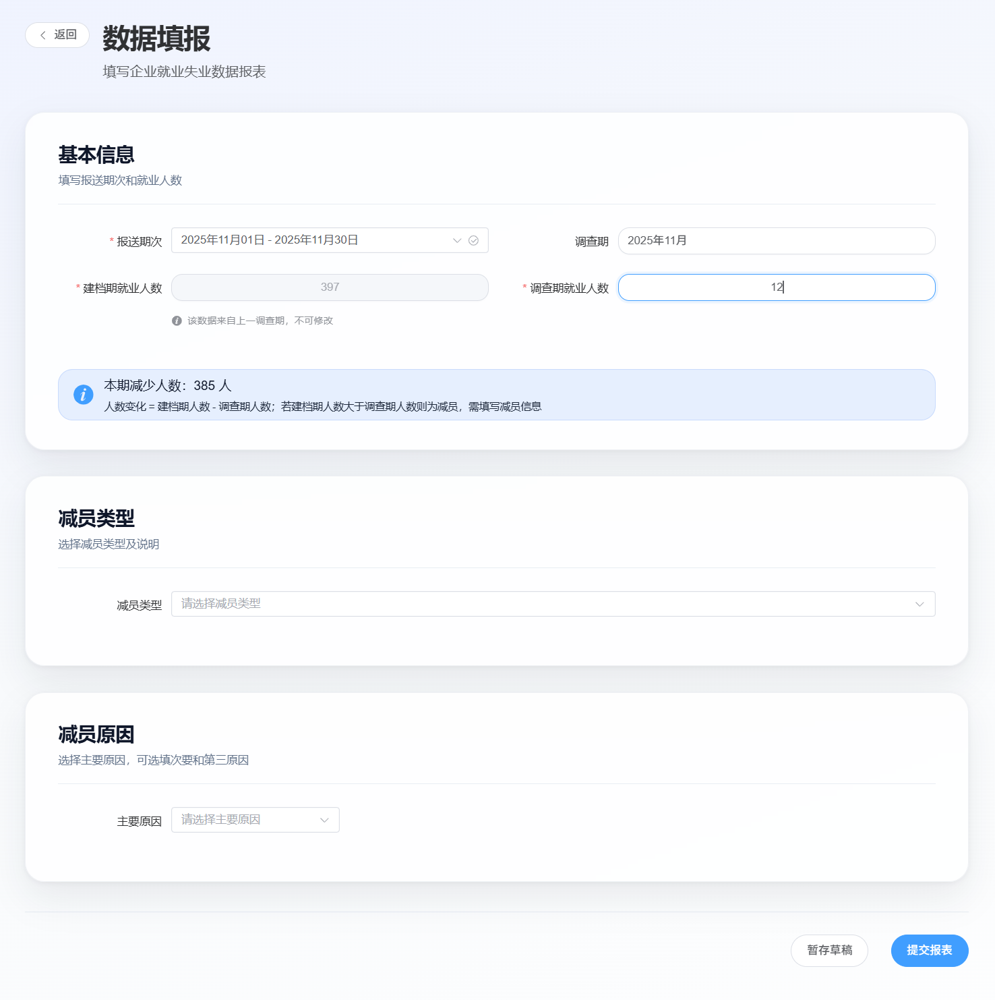 返回
数据填报
填写企业就业失业数据报表
基本信息
填写报送期次和就业人数
* 报送期次 2025年11月01日 - 2025年11月30日
调查期 2025年11月
* 建档期就业人数 397
* 调查期就业人数 12
该数据来自上一调查期，不可修改
本期减少人数：385 人
人数变化 = 建档期人数 - 调查期人数；若建档期人数大于调查期人数则为减员，需填写减员信息
减员类型
选择减员类型及说明
减员类型 请选择减员类型
减员原因
选择主要原因，可选填次要和第三原因
主要原因 请选择主要原因
暂存草稿
提交报表